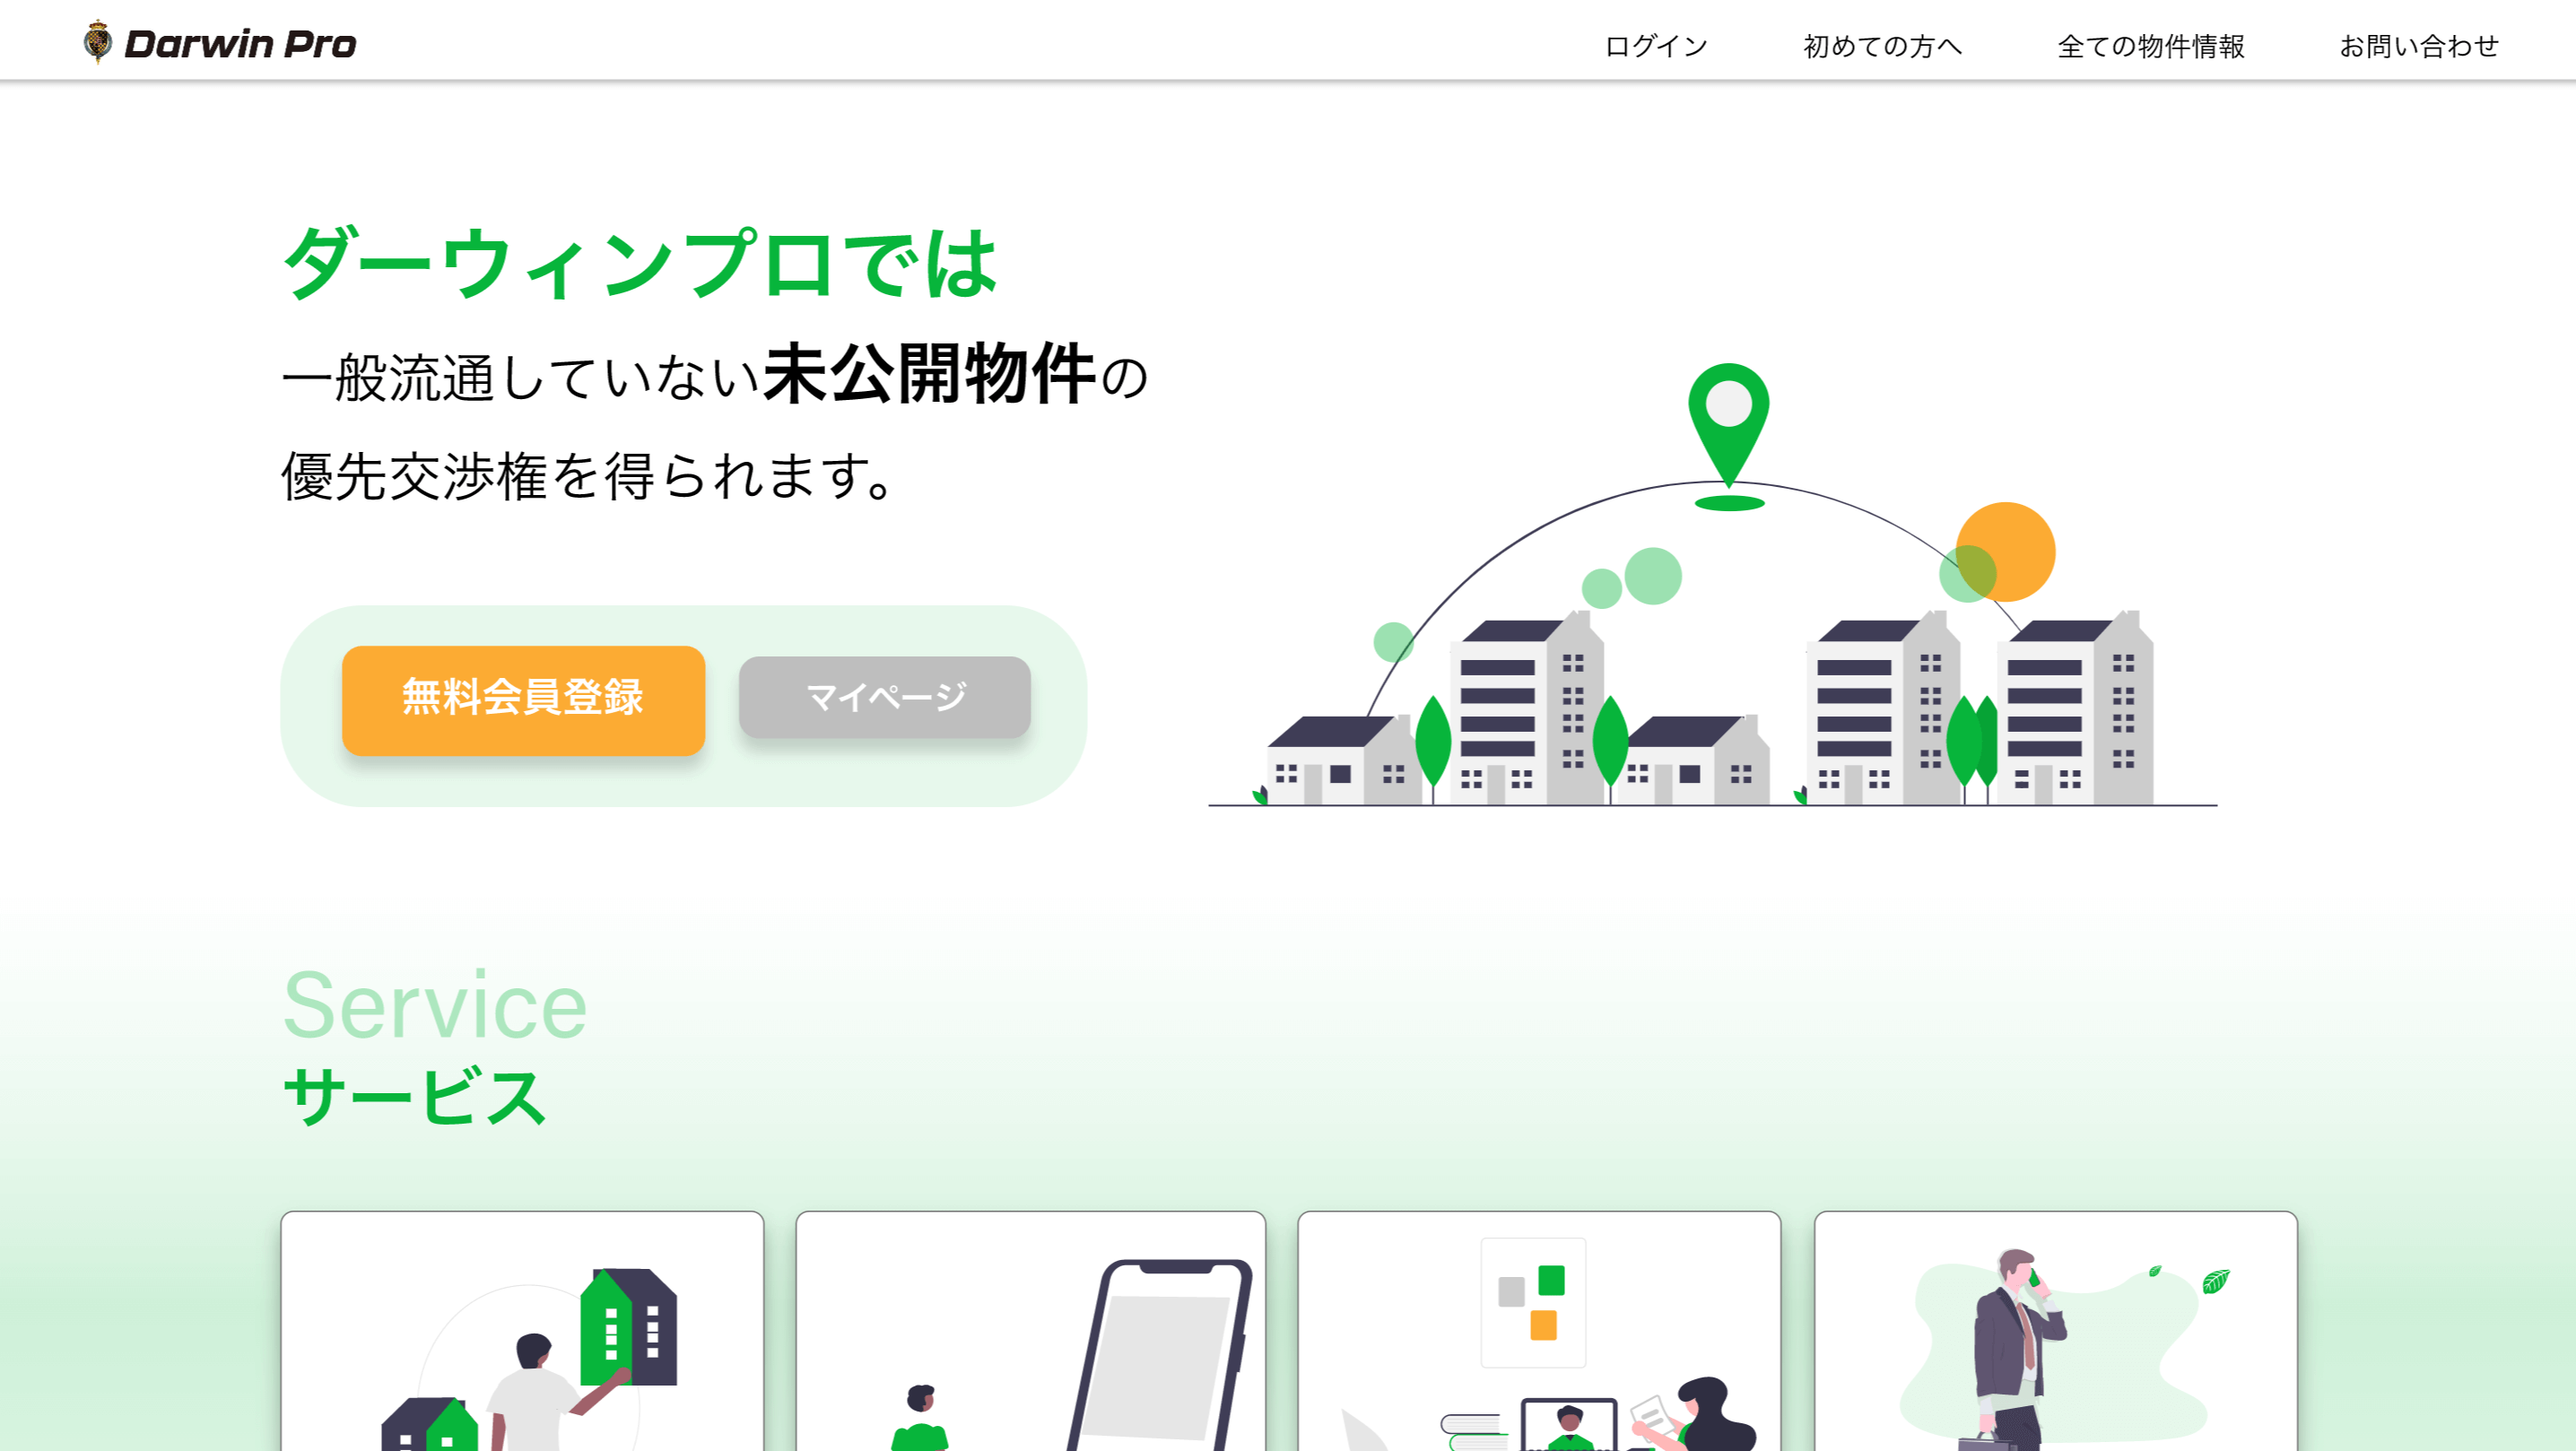 Darwin Pro
ログイン
初めての方へ
全ての物件情報
お問い合わせ
ダーウィンプロでは
一般流通していない未公開物件の
優先交渉権を得られます。
無料会員登録
マイページ
Service
サービス